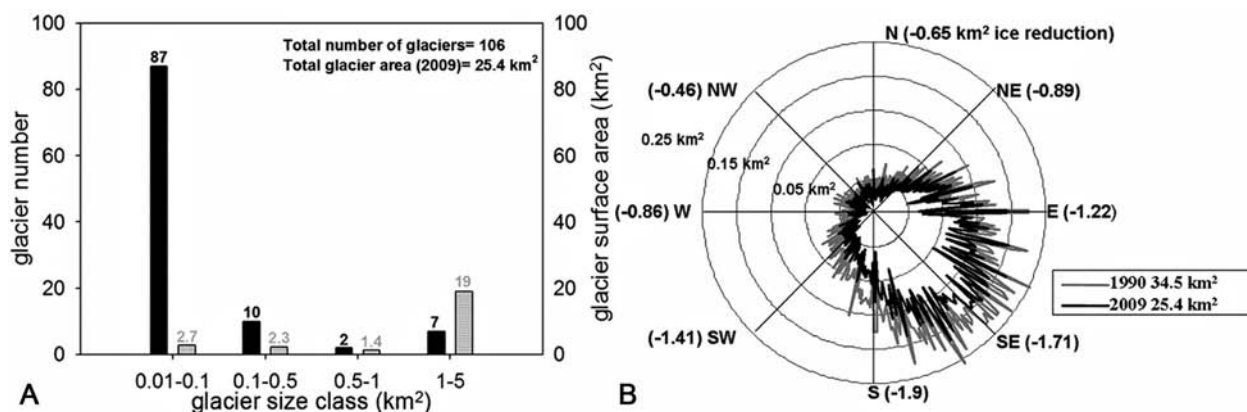 100
80
60
40
20
0
glacier number
87
2.7
10
2.3
2
1.4
7
19
Total number of glaciers= 106
Total glacier area (2009)= 25.4 km²
100
80
60
40
20
0
glacier surface area (km²)
0.01-0.1 0.1-0.5 0.5-1 1-5
glacier size class (km²)
A
N (-0.65 km² ice reduction)
(-0.46) NW
NE (-0.89)
0.25 km²
0.15 km²
0.05 km²
(-0.86) W
E (-1.22)
1990 34.5 km²
2009 25.4 km²
(-1.41) SW
SE (-1.71)
S (-1.9)
B